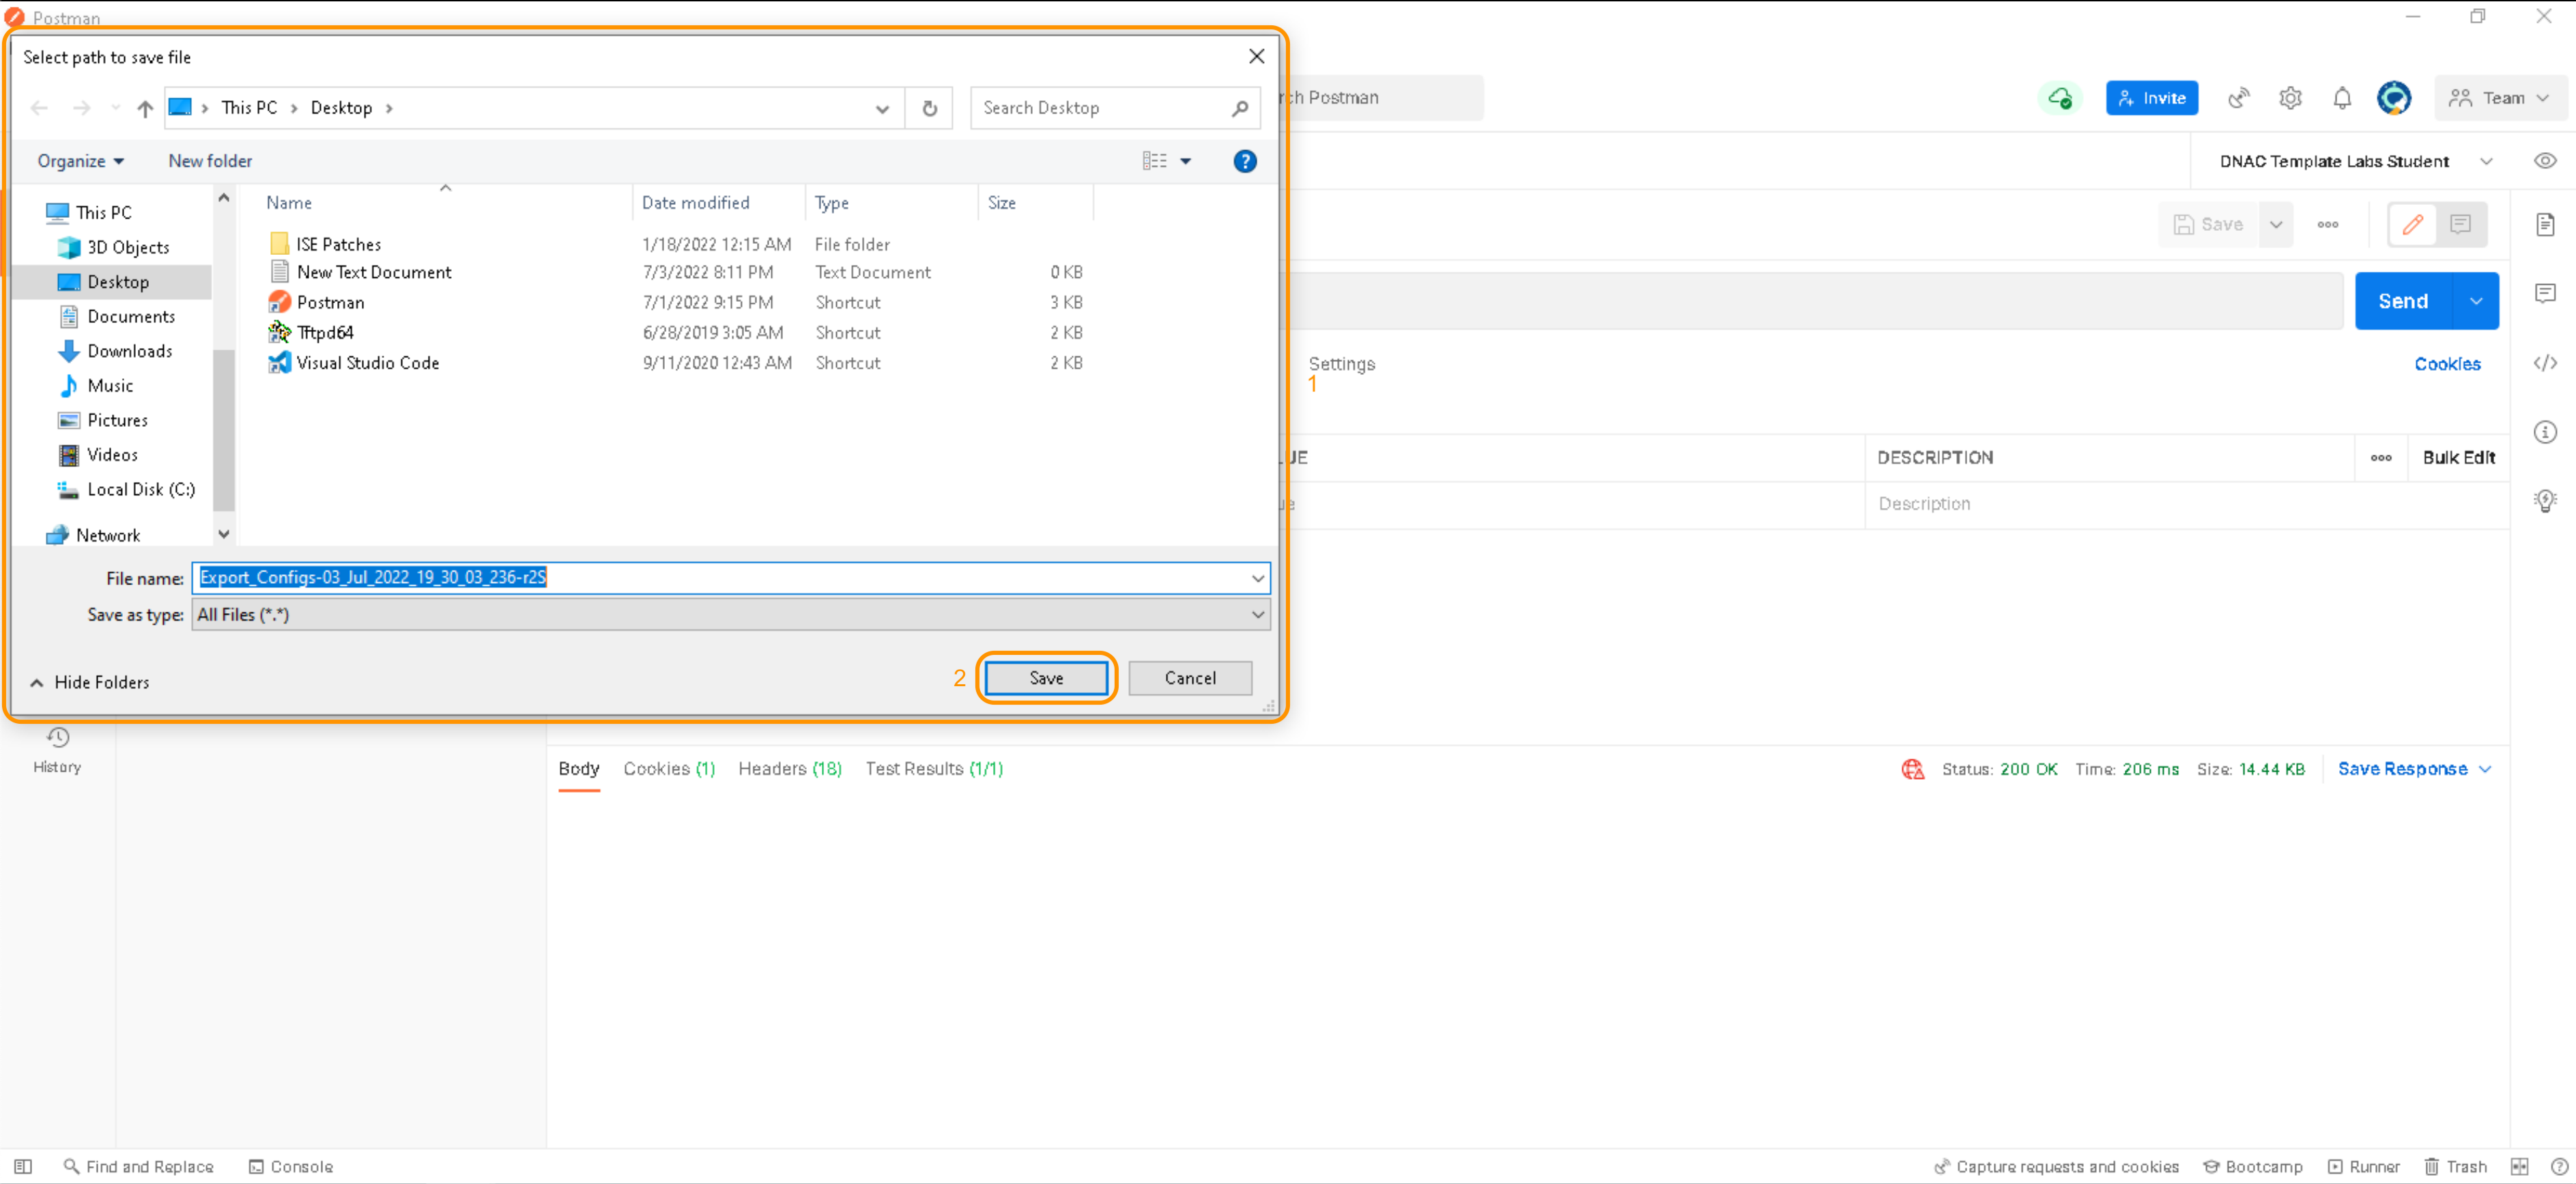 Postman
Select path to save file
This PC > Desktop >
Search Desktop
rch Postman
Invite
Team
Organize
New folder
DNAC Template Labs Student
Name Date modified Type Size
This PC
3D Objects
Desktop
Documents
Downloads
Music
Pictures
Videos
Local Disk (C:)
Network
ISE Patches 1/18/2022 12:15 AM File folder
New Text Document 7/3/2022 8:11 PM Text Document 0 KB
Postman 7/1/2022 9:15 PM Shortcut 3 KB
Tftpd64 6/28/2019 3:05 AM Shortcut 2 KB
Visual Studio Code 9/11/2020 12:43 AM Shortcut 2 KB
Save
Send
Settings
Cookies
1
UE
DESCRIPTION
Bulk Edit
ue
Description
File name: Export_Configs-03_Jul_2022_19_30_03_236-r2S
Save as type: All Files (*.*)
Hide Folders
2
Save
Cancel
History
Body Cookies (1) Headers (18) Test Results (1/1)
Status: 200 OK Time: 206 ms Size: 14.44 KB Save Response
Find and Replace Console
Capture requests and cookies Bootcamp Runner Trash